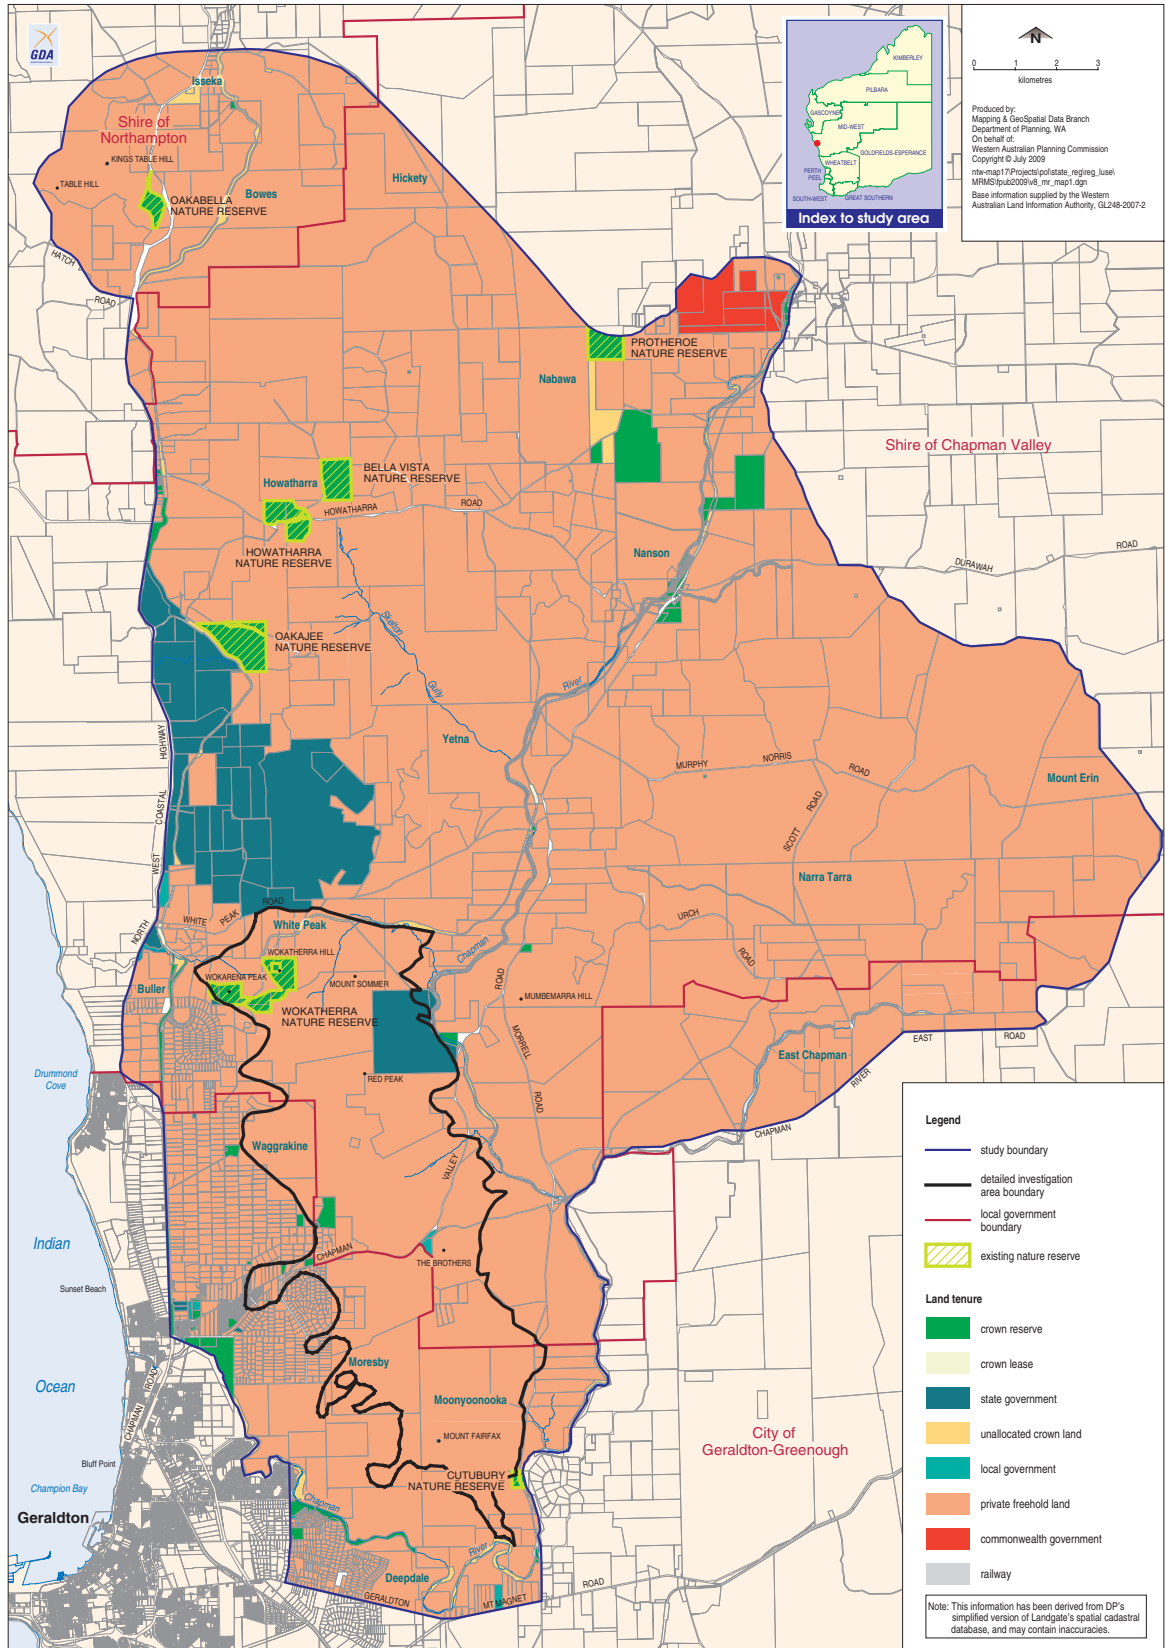 GDA
N
0 1 2 3
kilometres
Produced by:
Mapping & GeoSpatial Data Branch
Department of Planning, WA
On behalf of:
Western Australian Planning Commission
Copyright © July 2009
ntw-map17\Projects\pol\state_reg\reg_luse\
MRMS\fpub2009\v8_mr_map1.dgn
Base information supplied by the Western
Australian Land Information Authority, GL248-2007-2
KIMBERLEY
PILBARA
GASCOYNE
MID-WEST
GOLDFIELDS-ESPERANCE
WHEATBELT
PERTH
PEEL
SOUTH-WEST
GREAT SOUTHERN
Index to study area
Isseka
Shire of
Northampton
KINGS TABLE HILL
TABLE HILL
Bowes
OAKABELLA
NATURE RESERVE
Hickety
HATCH
ROAD
PROTHEROE
NATURE RESERVE
Nabawa
Shire of Chapman Valley
BELLA VISTA
NATURE RESERVE
Howatharra
HOWATHARRA
ROAD
HOWATHARRA
NATURE RESERVE
Nanson
DURAWAH
ROAD
Skelton
Gully
OAKAJEE
NATURE RESERVE
River
Yetna
MURPHY
NORRIS
ROAD
Mount Erin
SCOTT
ROAD
HIGHWAY
COASTAL
WEST
NORTH
Narra Tarra
WHITE
PEAK
ROAD
White Peak
URCH
ROAD
Chapman
WOKATHERRA HILL
WOKARENA PEAK
MOUNT SOMMER
Buller
WOKATHERRA
NATURE RESERVE
MUMBEMARRA HILL
ROAD
MORRELL
ROAD
EAST
ROAD
East Chapman
RIVER
CHAPMAN
RED PEAK
Drummond
Cove
Waggrakine
VALLEY
CHAPMAN
THE BROTHERS
Indian
Sunset Beach
Ocean
Moresby
Moonyoonooka
CHAPMAN
ROAD
MOUNT FAIRFAX
City of
Geraldton-Greenough
Bluff Point
CUTUBURY
NATURE RESERVE
Champion Bay
Geraldton
Chapman
River
Deepdale
GERALDTON
MT MAGNET
ROAD
Legend
study boundary
detailed investigation
area boundary
local government
boundary
existing nature reserve
Land tenure
crown reserve
crown lease
state government
unallocated crown land
local government
private freehold land
commonwealth government
railway
Note: This information has been derived from DP's
simplified version of Landgate's spatial cadastral
database, and may contain inaccuracies.